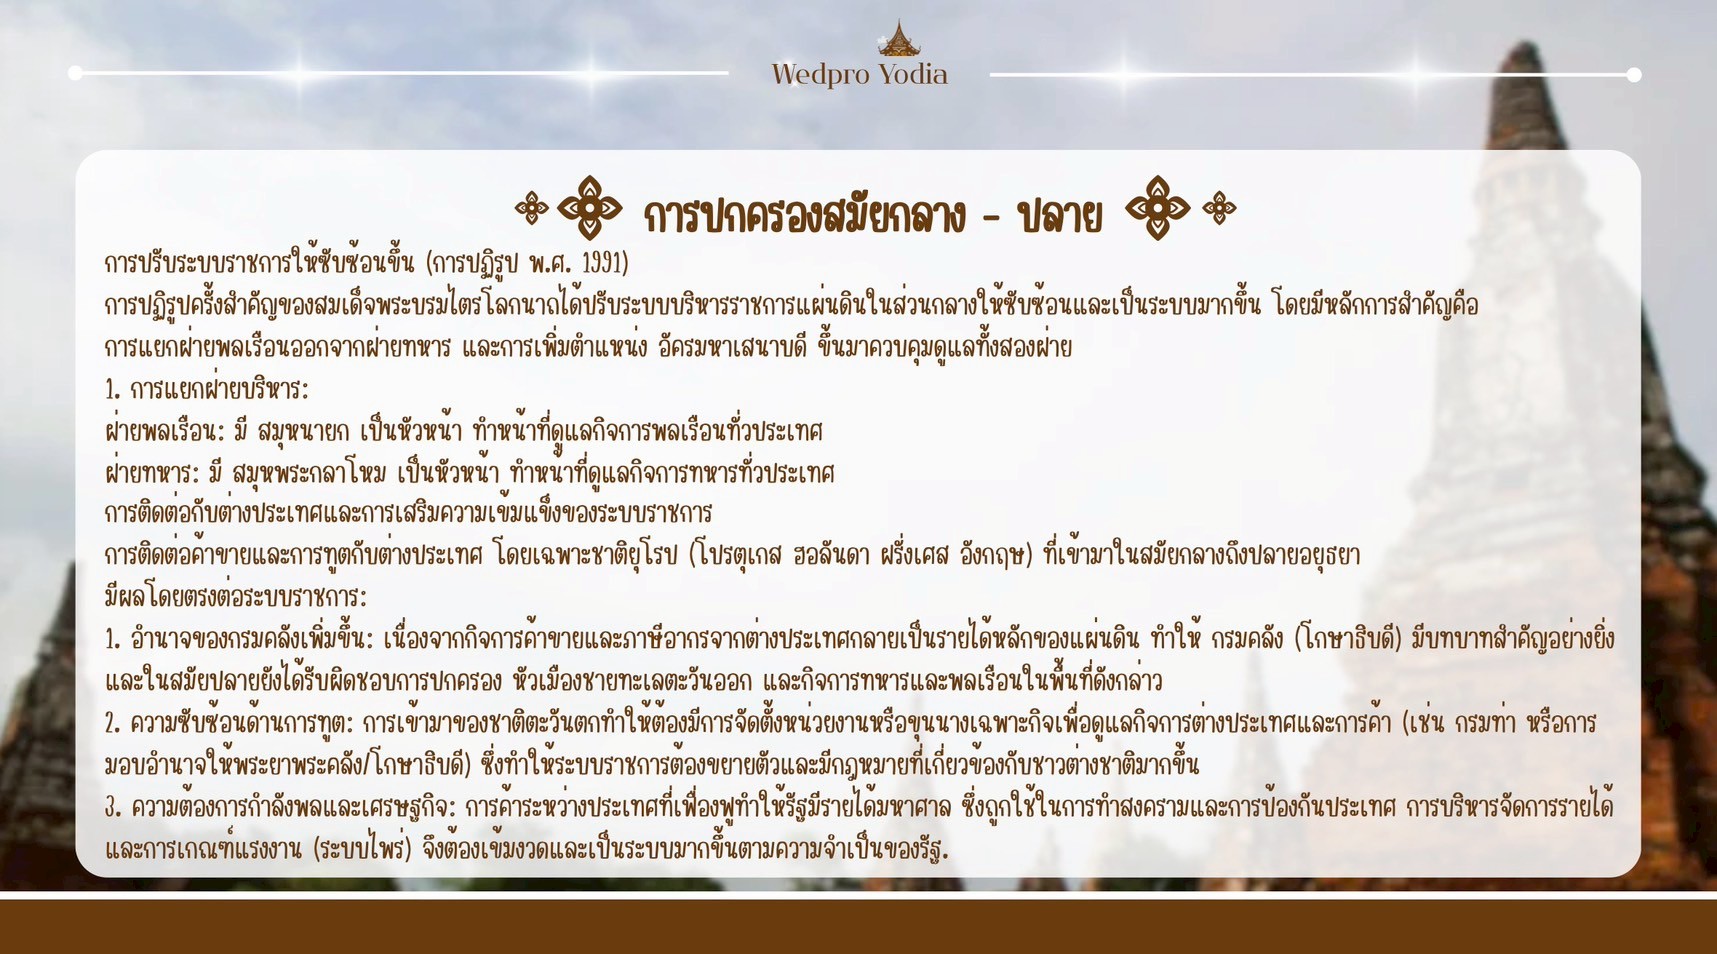 Wedpro Yodia
การปกครองสมัยกลาง - ปลาย
การปรับระบบราชการให้ซับซ้อนขึ้น (การปฏิรูป พ.ศ. 1991)
การปฏิรูปครั้งสำคัญของสมเด็จพระบรมไตรโลกนาถได้ปรับระบบบริหารราชการแผ่นดินในส่วนกลางให้ซับซ้อนและเป็นระบบมากขึ้น โดยมีหลักการสำคัญคือ
การแยกฝ่ายพลเรือนออกจากฝ่ายทหาร และการเพิ่มตำแหน่ง อัครมหาเสนาบดี ขึ้นมาควบคุมดูแลทั้งสองฝ่าย
1. การแยกฝ่ายบริหาร:
ฝ่ายพลเรือน: มี สมุหนายก เป็นหัวหน้า ทำหน้าที่ดูแลกิจการพลเรือนทั่วประเทศ
ฝ่ายทหาร: มี สมุหพระกลาโหม เป็นหัวหน้า ทำหน้าที่ดูแลกิจการทหารทั่วประเทศ
การติดต่อกับต่างประเทศและการเสริมความเข้มแข็งของระบบราชการ
การติดต่อค้าขายและการทูตกับต่างประเทศ โดยเฉพาะชาติยุโรป (โปรตุเกส ฮอลันดา ฝรั่งเศส อังกฤษ) ที่เข้ามาในสมัยกลางถึงปลายอยุธยา
มีผลโดยตรงต่อระบบราชการ:
1. อำนาจของกรมคลังเพิ่มขึ้น: เนื่องจากกิจการค้าขายและภาษีอากรจากต่างประเทศกลายเป็นรายได้หลักของแผ่นดิน ทำให้ กรมคลัง (โกษาธิบดี) มีบทบาทสำคัญอย่างยิ่ง
และในสมัยปลายยังได้รับผิดชอบการปกครอง หัวเมืองชายทะเลตะวันออก และกิจการทหารและพลเรือนในพื้นที่ดังกล่าว
2. ความซับซ้อนด้านการทูต: การเข้ามาของชาติตะวันตกทำให้ต้องมีการจัดตั้งหน่วยงานหรือขุนนางเฉพาะกิจเพื่อดูแลกิจการต่างประเทศและการค้า (เช่น กรมท่า หรือการ
มอบอำนาจให้พระยาพระคลัง/โกษาธิบดี) ซึ่งทำให้ระบบราชการต้องขยายตัวและมีกฎหมายที่เกี่ยวข้องกับชาวต่างชาติมากขึ้น
3. ความต้องการกำลังพลและเศรษฐกิจ: การค้าระหว่างประเทศที่เฟื่องฟูทำให้รัฐมีรายได้มหาศาล ซึ่งถูกใช้ในการทำสงครามและการป้องกันประเทศ การบริหารจัดการรายได้
และการเกณฑ์แรงงาน (ระบบไพร่) จึงต้องเข้มงวดและเป็นระบบมากขึ้นตามความจำเป็นของรัฐ.